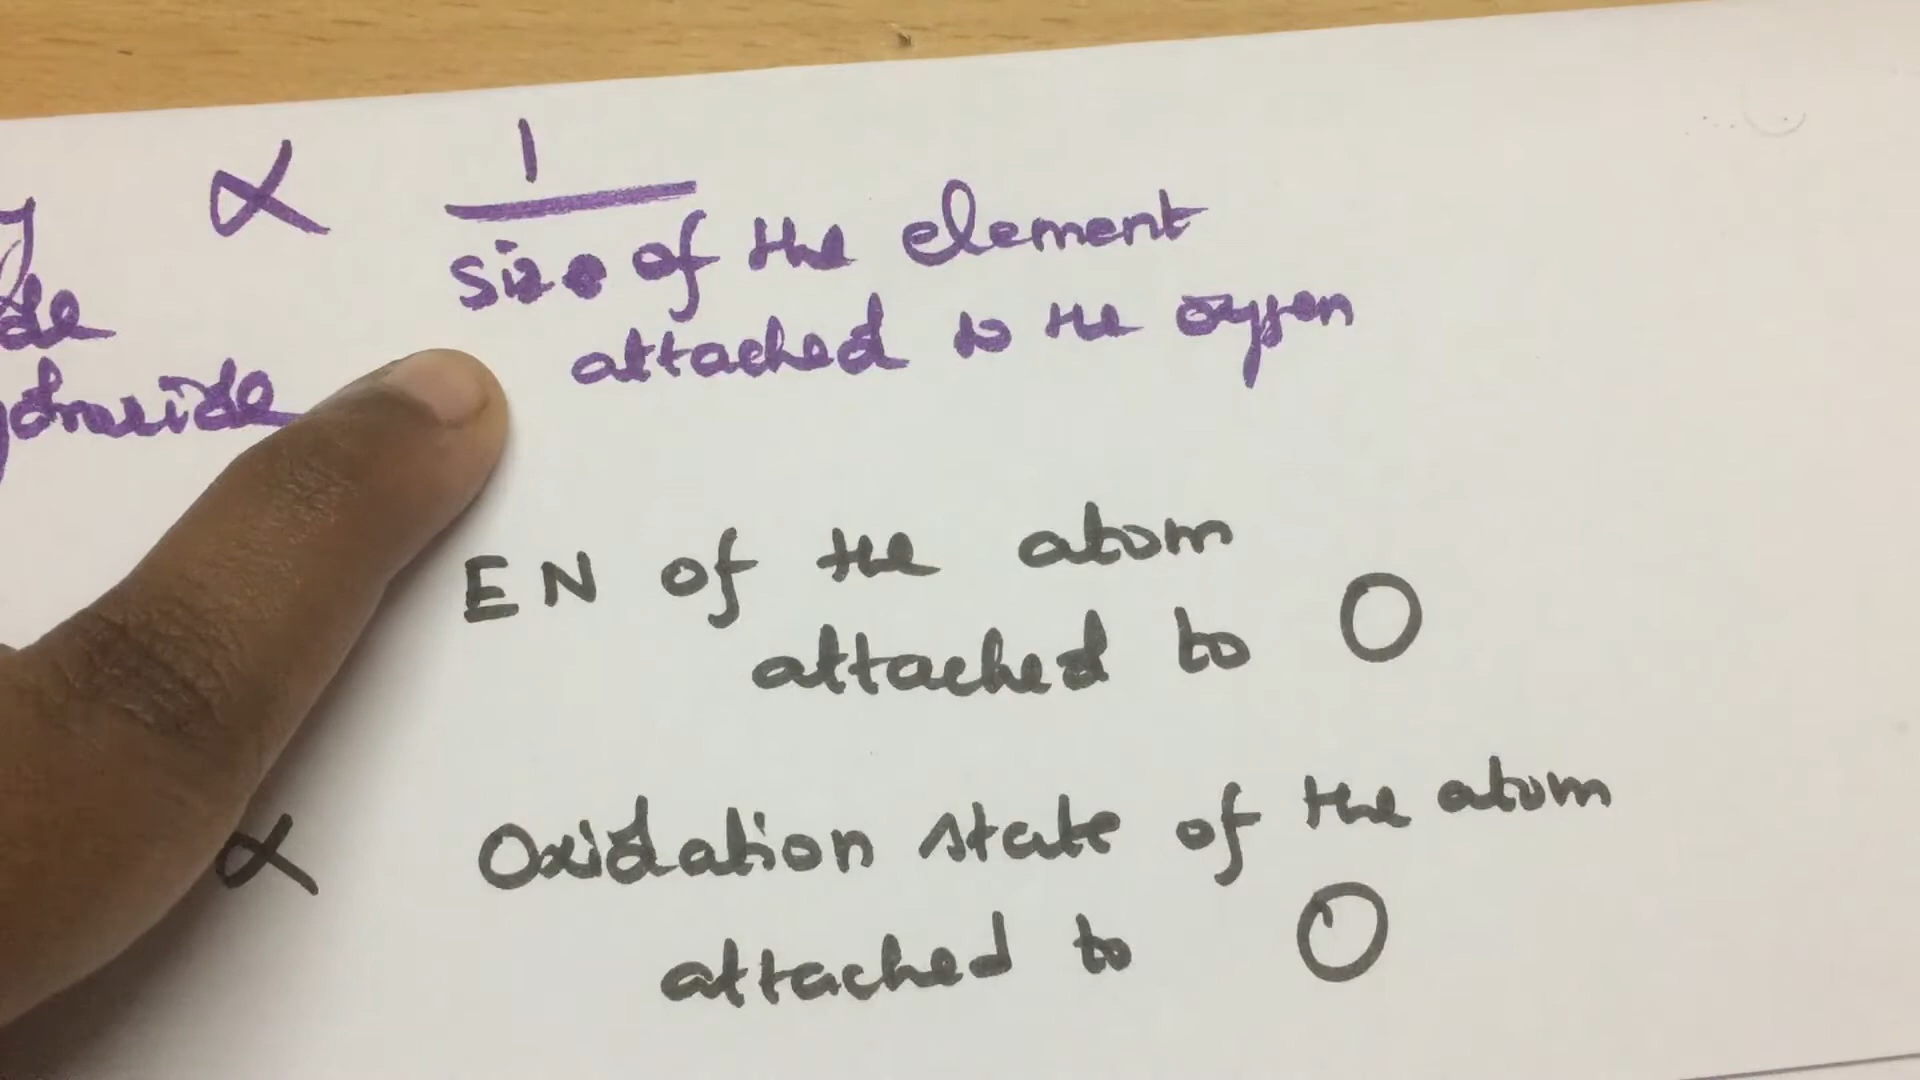 ∝ 1
size of the element
attached to the oxygen
EN of the atom
attached to O
∝ Oxidation state of the atom
attached to O